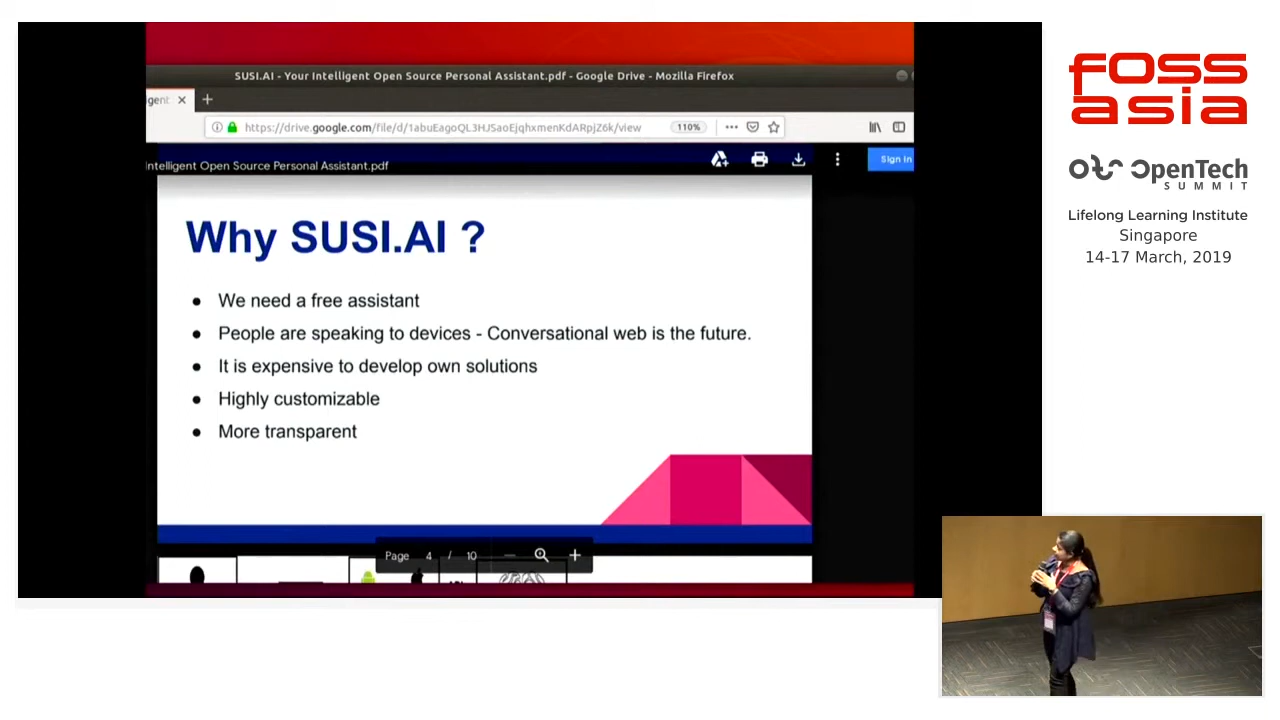 SUSI.AI - Your Intelligent Open Source Personal Assistant.pdf - Google Drive - Mozilla Firefox
igent
https://drive.google.com/file/d/1abuEagoQL3HJSaoEjqhxmenKdARpjZ6k/view
110%
ntelligent Open Source Personal Assistant.pdf
Sign in
Why SUSI.AI ?
● We need a free assistant
● People are speaking to devices - Conversational web is the future.
● It is expensive to develop own solutions
● Highly customizable
● More transparent
Page 4 / 10
fOSS
asia
OpenTech
SUMMIT
Lifelong Learning Institute
Singapore
14-17 March, 2019